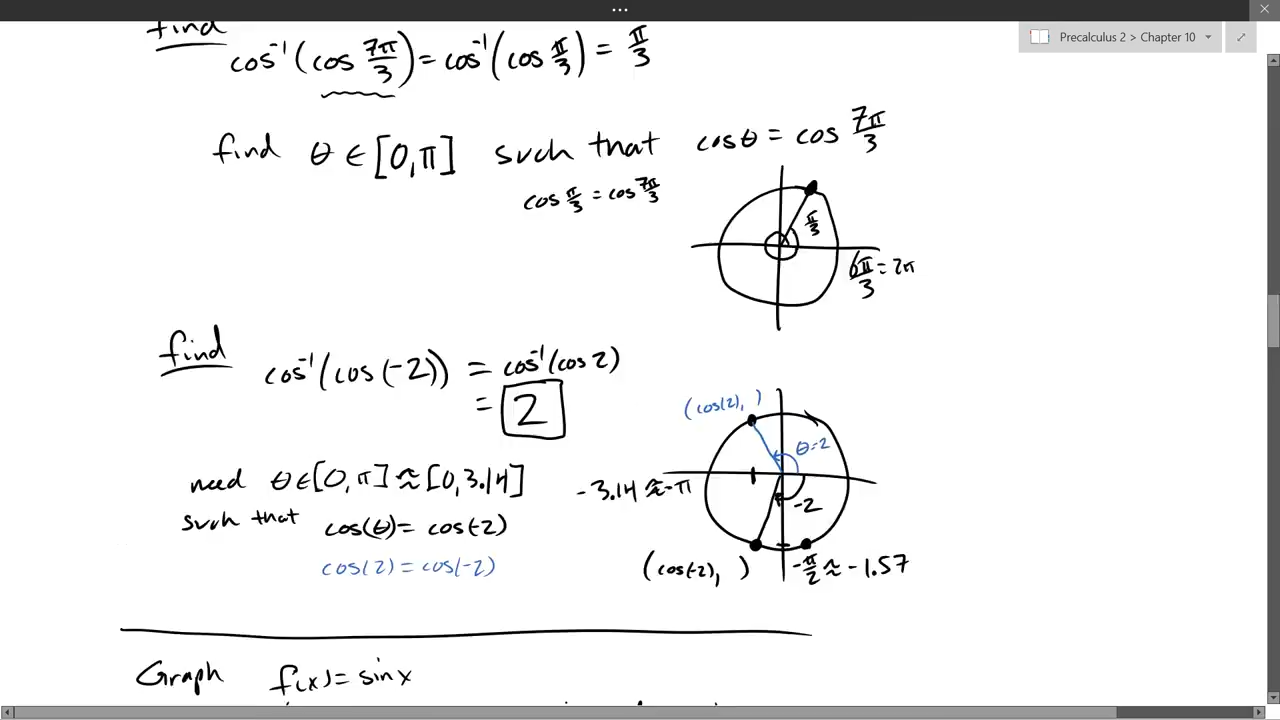 Precalculus 2 > Chapter 10
find
cos⁻¹(cos 7π/3) = cos⁻¹(cos π/3) = π/3
find θ ∈ [0,π] such that cosθ = cos 7π/3
cos π/3 = cos 7π/3
π/3
6π/3 = 2π
find
cos⁻¹(cos(-2)) = cos⁻¹(cos 2)
= 2
(cos(2), )
θ=2
need θ∈[0,π] ≈ [0,3.14]
-3.14 ≈ -π
-2
such that cos(θ) = cos(-2)
cos(2) = cos(-2)
(cos(-2), )
-π/2 ≈ -1.57
Graph f(x) = sin x